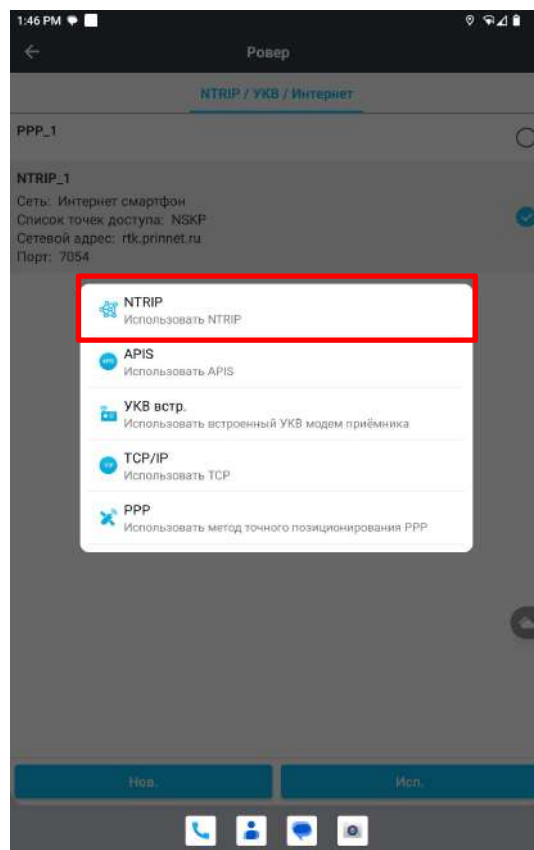 1:46 PM
Ровер
NTRIP / УКВ / Интернет
PPP_1
NTRIP_1
Сеть: Интернет смартфон
Список точек доступа: NSKP
Сетевой адрес: rtk.prinnet.ru
Порт: 7054
NTRIP
Использовать NTRIP
APIS
Использовать APIS
УКВ встр.
Использовать встроенный УКВ модем приёмника
TCP/IP
Использовать TCP
PPP
Использовать метод точного позиционирования PPP
Нов.
Исп.